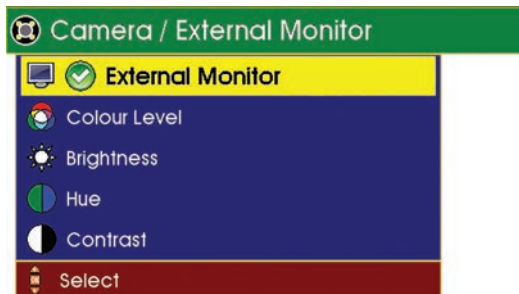 Camera / External Monitor
External Monitor
Colour Level
Brightness
Hue
Contrast
Select